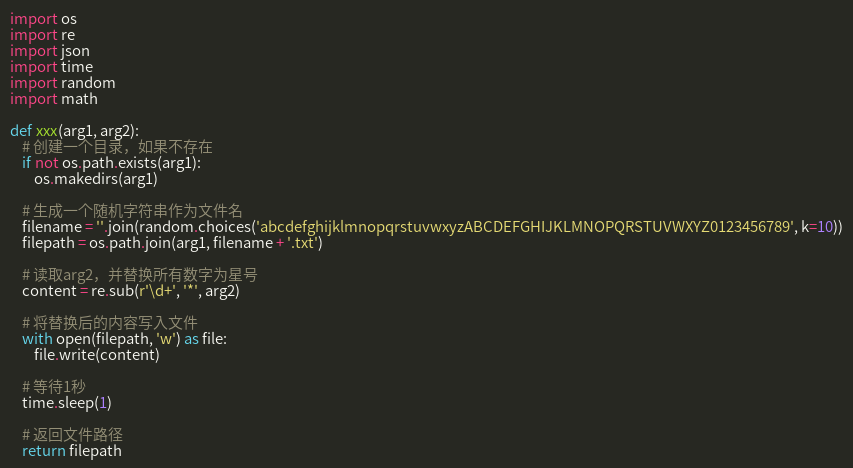 import os
import re
import json
import time
import random
import math
def xxx(arg1, arg2):
# 创建一个目录，如果不存在
if not os.path.exists(arg1):
os.makedirs(arg1)
# 生成一个随机字符串作为文件名
filename = ''.join(random.choices('abcdefghijklmnopqrstuvwxyzABCDEFGHIJKLMNOPQRSTUVWXYZ0123456789', k=10))
filepath = os.path.join(arg1, filename + '.txt')
# 读取arg2，并替换所有数字为星号
content = re.sub(r'\d+', '*', arg2)
# 将替换后的内容写入文件
with open(filepath, 'w') as file:
file.write(content)
# 等待1秒
time.sleep(1)
# 返回文件路径
return filepath